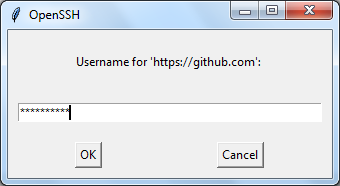 OpenSSH
Username for 'https://github.com':
**********
OK
Cancel